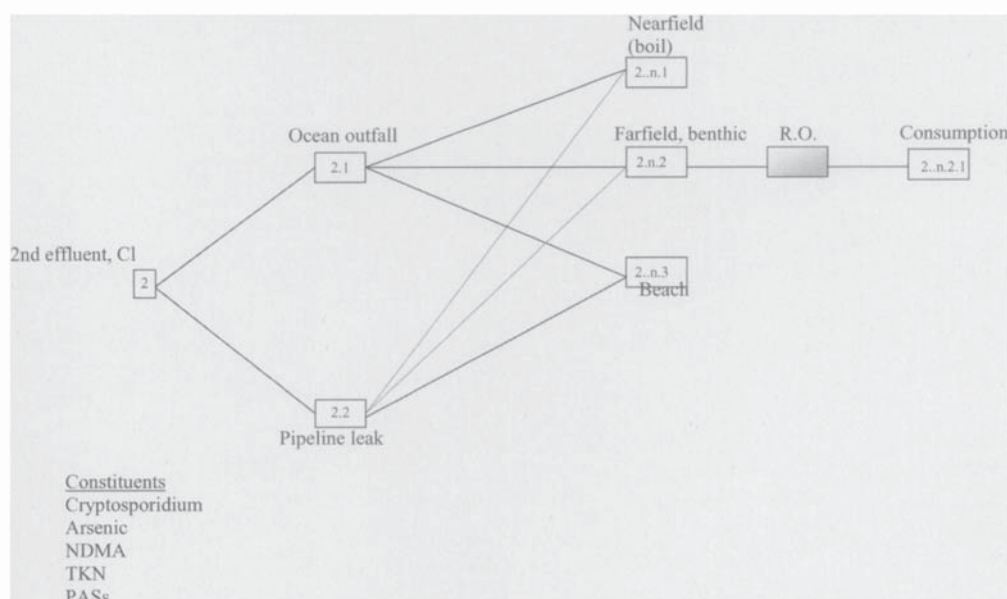 Nearfield
(boil)
2..n.1
Ocean outfall
2.1
Farfield, benthic
2.n.2
R.O.
Consumption
2..n.2.1
2nd effluent, Cl
2
2..n.3
Beach
2.2
Pipeline leak
Constituents
Cryptosporidium
Arsenic
NDMA
TKN
PASs